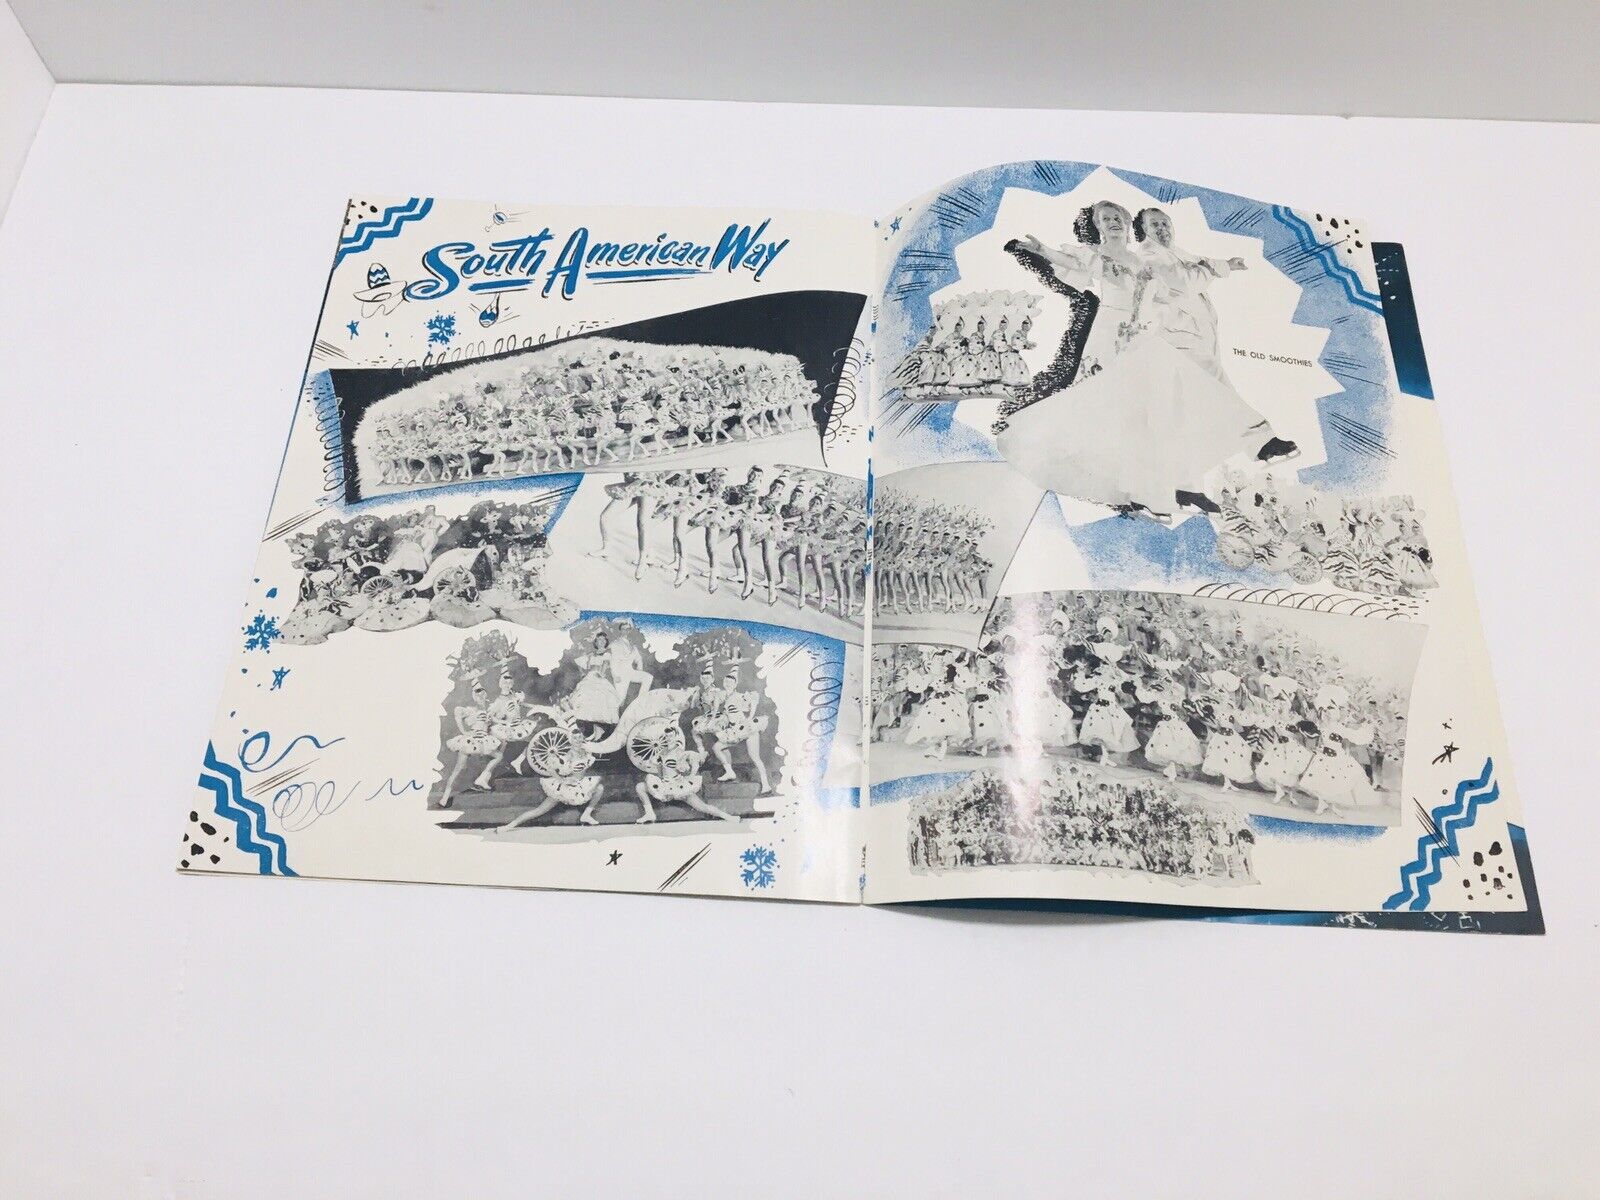 South American Way
THE OLD SMOOTHIES